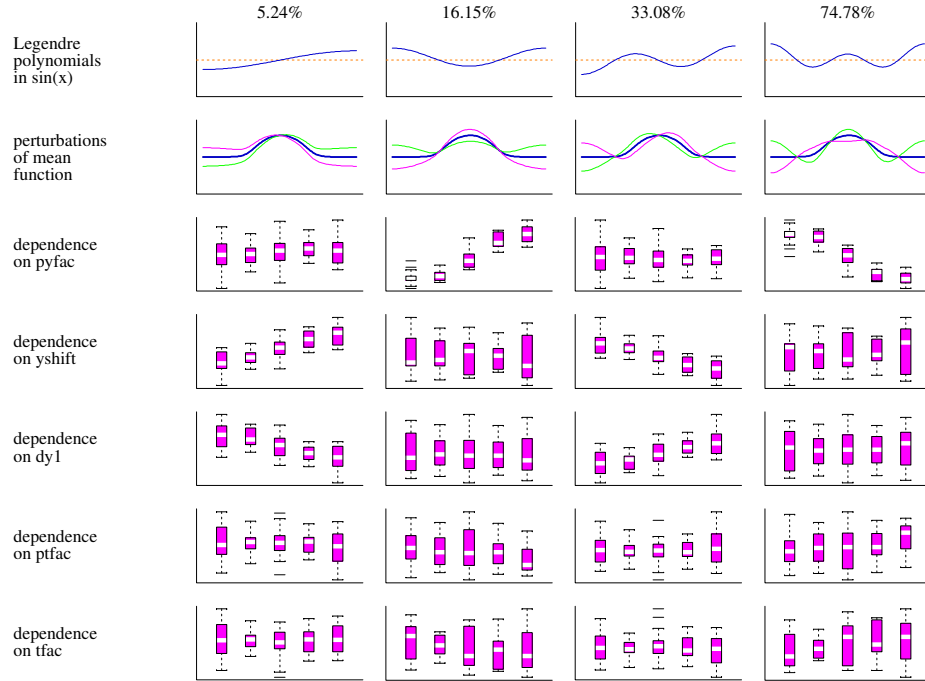 5.24% 16.15% 33.08% 74.78%
Legendre
polynomials
in sin(x)
perturbations
of mean
function
dependence
on pyfac
dependence
on yshift
dependence
on dy1
dependence
on ptfac
dependence
on tfac